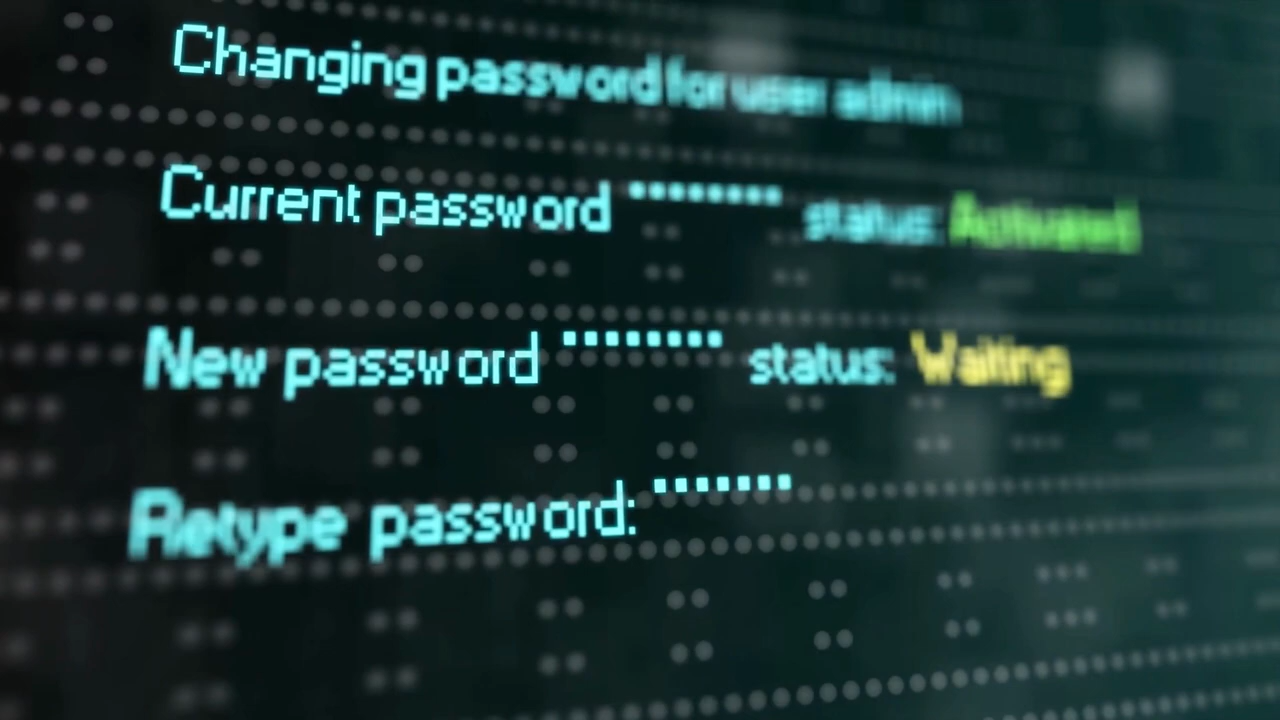 Changing password for user admin
Current password ▪▪▪▪▪▪▪▪▪ status: Activated
New password ▪▪▪▪▪▪▪▪ status: Waiting
Retype password: ▪▪▪▪▪▪▪